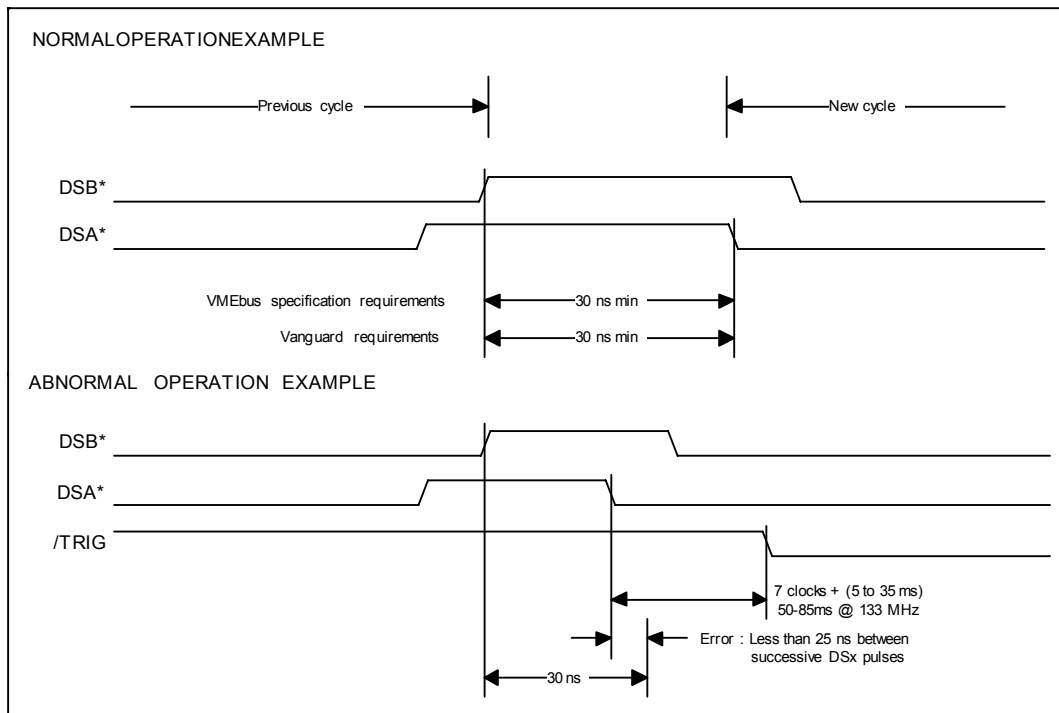 NORMALOPERATIONEXAMPLE
Previous cycle
New cycle
DSB*
DSA*
VMEbus specification requirements
30 ns min
Vanguard requirements
30 ns min
ABNORMAL OPERATION EXAMPLE
DSB*
DSA*
/TRIG
7 clocks + (5 to 35 ms)
50-85ms @ 133 MHz
Error : Less than 25 ns between
successive DSx pulses
30 ns